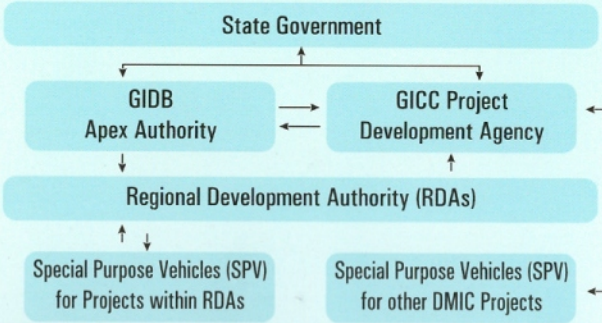 State Government
GIDB
Apex Authority
GICC Project
Development Agency
Regional Development Authority (RDAs)
Special Purpose Vehicles (SPV)
for Projects within RDAs
Special Purpose Vehicles (SPV)
for other DMIC Projects